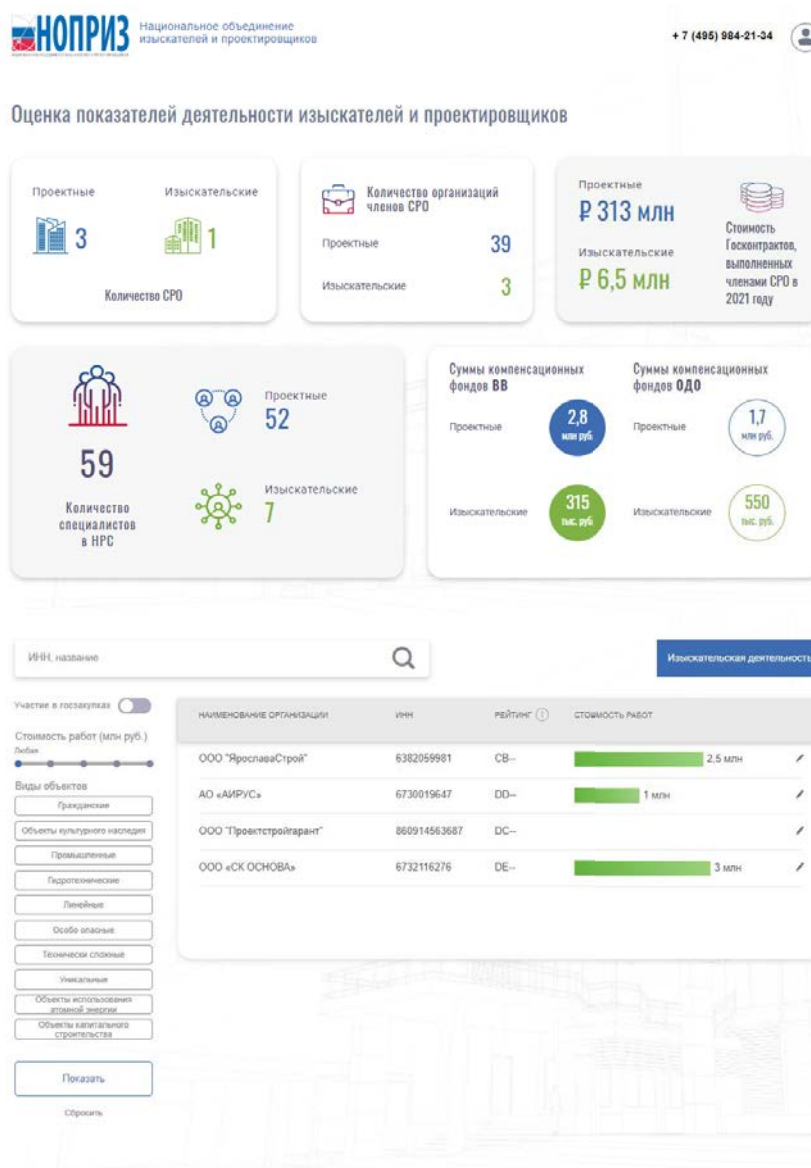 НОПРИЗ
Национальное объединение
изыскателей и проектировщиков
+ 7 (495) 984-21-34
Оценка показателей деятельности изыскателей и проектировщиков
Проектные
3
Изыскательские
1
Количество СРО
Количество организаций
членов СРО
Проектные 39
Изыскательские 3
Проектные
₽ 313 МЛН
Изыскательские
₽ 6,5 МЛН
Стоимость
Госконтрактов,
выполненных
членами СРО в
2021 году
59
Количество
специалистов
в НРС
Проектные
52
Изыскательские
7
Суммы компенсационных
фондов ВВ
Проектные
2,8
млн руб.
Изыскательские
315
тыс. руб.
Суммы компенсационных
фондов ОДО
Проектные
1,7
млн руб.
Изыскательские
550
тыс. руб.
ИНН, название
Изыскательская деятельность
Участие в госзакупках
Стоимость работ (млн руб.)
Любая
Виды объектов
Гражданские
Объекты культурного наследия
Промышленные
Гидротехнические
Линейные
Особо опасные
Технически сложные
Уникальные
Объекты использования
атомной энергии
Объекты капитального
строительства
Показать
Сбросить
НАИМЕНОВАНИЕ ОРГАНИЗАЦИИ ИНН РЕЙТИНГ СТОИМОСТЬ РАБОТ
ООО "ЯрославаСтрой" 6382059981 CB-- 2,5 млн
АО «АИРУС» 6730019647 DD-- 1 млн
ООО "Проектстройгарант" 860914563687 DC--
ООО «СК ОСНОВА» 6732116276 DE-- 3 млн